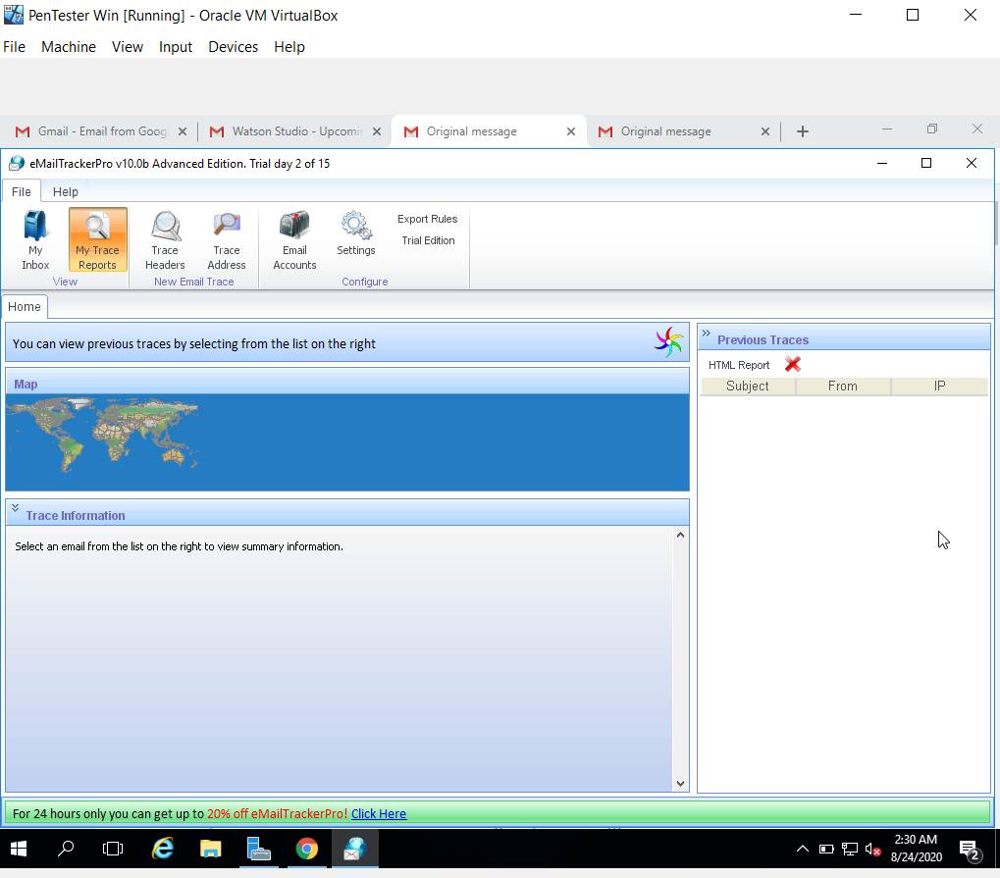 PenTester Win [Running] - Oracle VM VirtualBox
File Machine View Input Devices Help
Gmail - Email from Goog
Watson Studio - Upcomin
Original message
Original message
eMailTrackerPro v10.0b Advanced Edition. Trial day 2 of 15
File Help
My Inbox
My Trace Reports
Trace Headers
Trace Address
Email Accounts
Settings
Export Rules
Trial Edition
View
New Email Trace
Configure
Home
You can view previous traces by selecting from the list on the right
Previous Traces
HTML Report
Subject From IP
Map
Trace Information
Select an email from the list on the right to view summary information.
For 24 hours only you can get up to 20% off eMailTrackerPro! Click Here
2:30 AM
8/24/2020
2